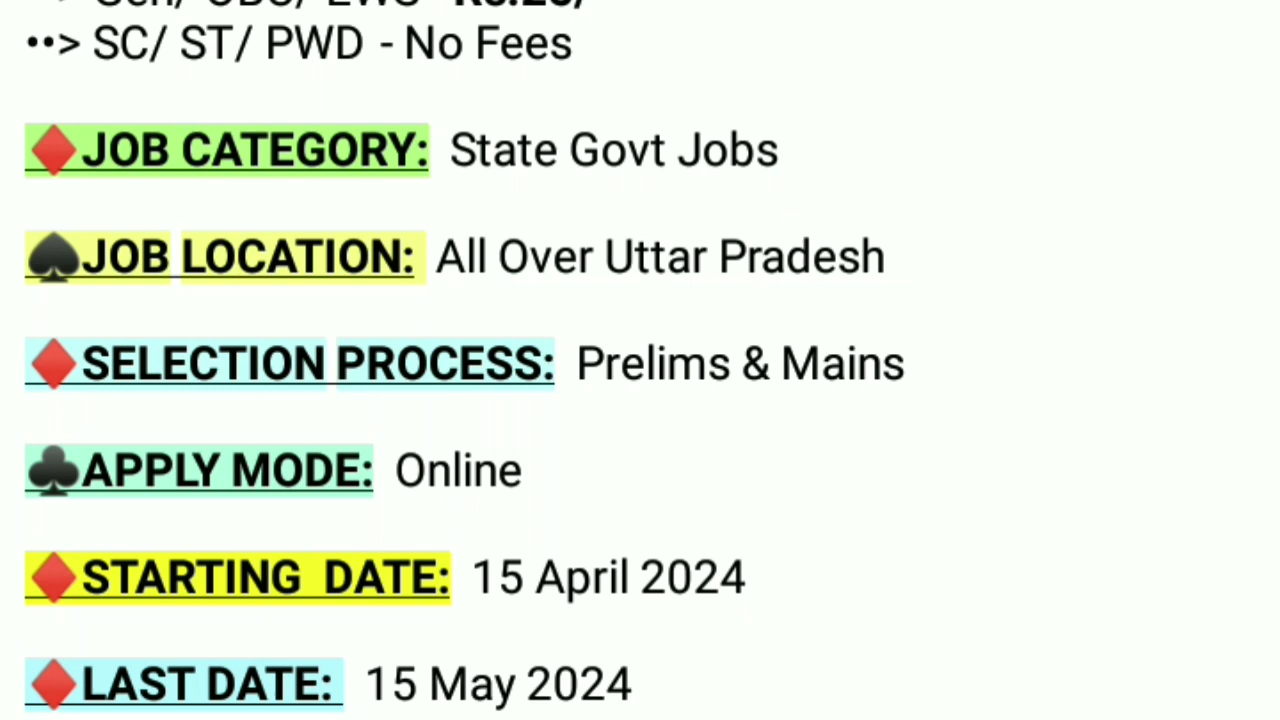 ••> SC/ ST/ PWD - No Fees
♦️JOB CATEGORY: State Govt Jobs
♠️JOB LOCATION: All Over Uttar Pradesh
♦️SELECTION PROCESS: Prelims & Mains
♣️APPLY MODE: Online
♦️STARTING DATE: 15 April 2024
♦️LAST DATE: 15 May 2024